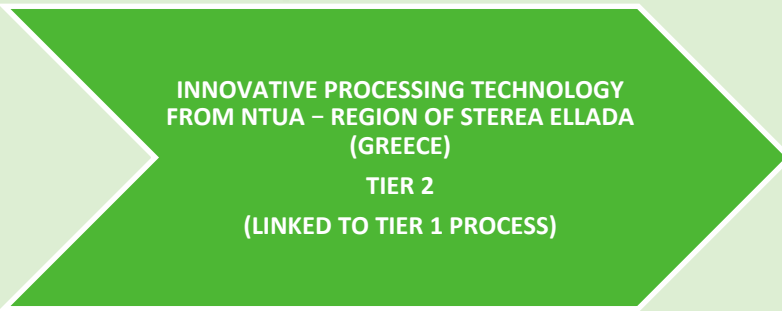 INNOVATIVE PROCESSING TECHNOLOGY
FROM NTUA – REGION OF STEREA ELLADA
(GREECE)
TIER 2
(LINKED TO TIER 1 PROCESS)